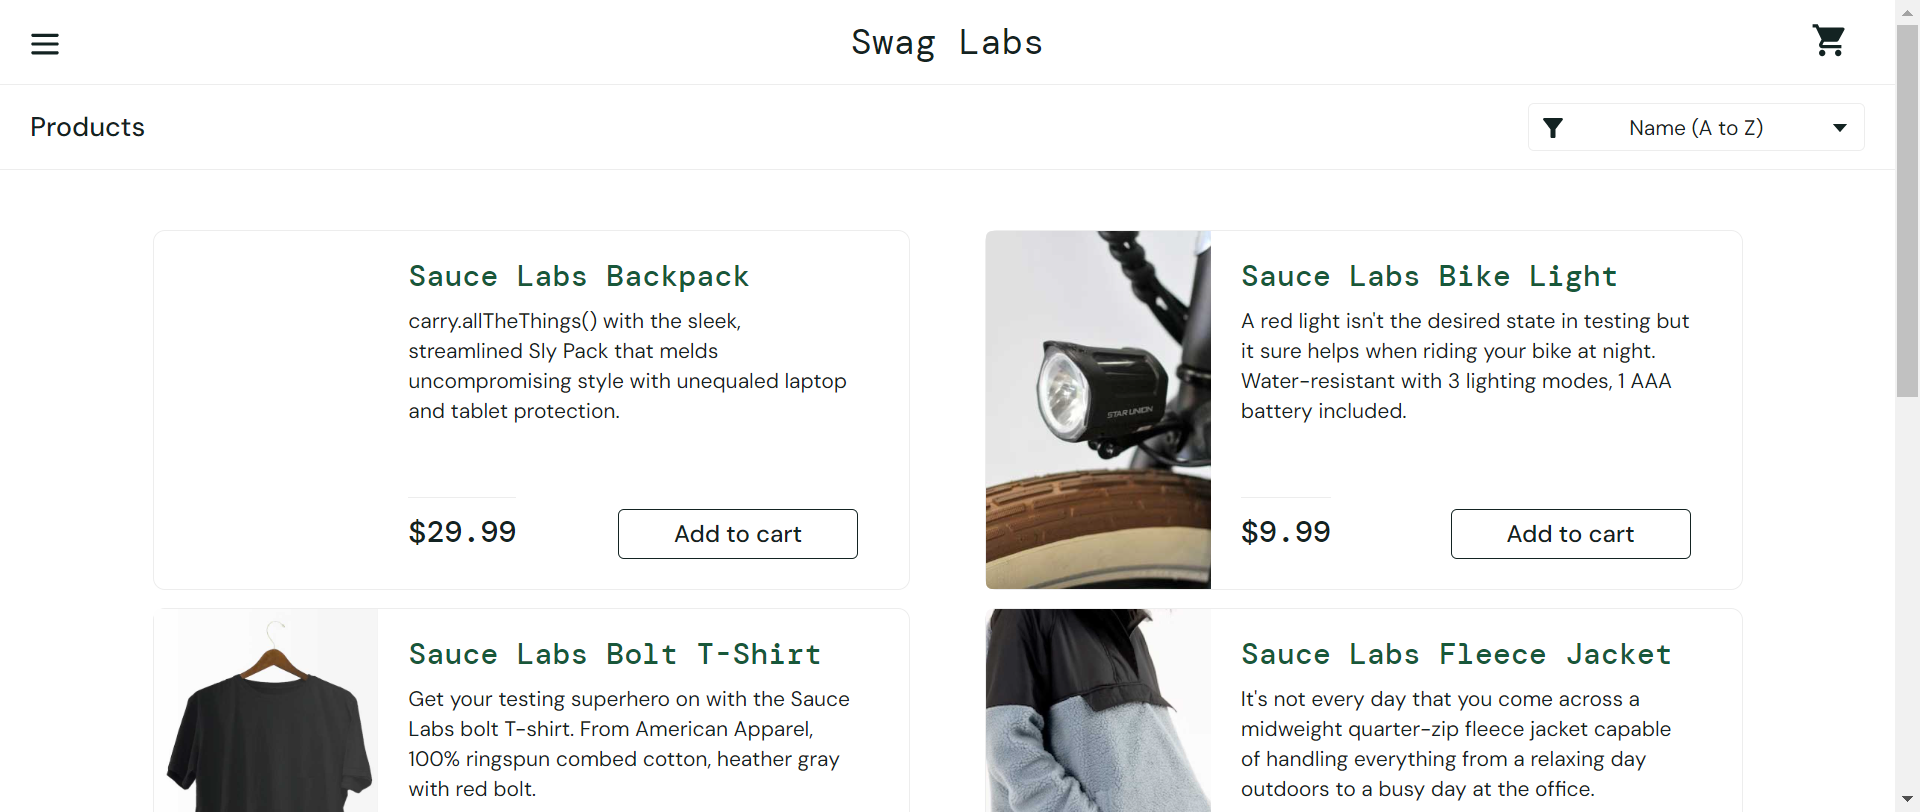 Swag Labs
Products
Name (A to Z)
Sauce Labs Backpack
carry.allTheThings() with the sleek,
streamlined Sly Pack that melds
uncompromising style with unequaled laptop
and tablet protection.
$29.99
Add to cart
STAR UNION
Sauce Labs Bike Light
A red light isn't the desired state in testing but
it sure helps when riding your bike at night.
Water-resistant with 3 lighting modes, 1 AAA
battery included.
$9.99
Add to cart
Sauce Labs Bolt T-Shirt
Get your testing superhero on with the Sauce
Labs bolt T-shirt. From American Apparel,
100% ringspun combed cotton, heather gray
with red bolt.
Sauce Labs Fleece Jacket
It's not every day that you come across a
midweight quarter-zip fleece jacket capable
of handling everything from a relaxing day
outdoors to a busy day at the office.